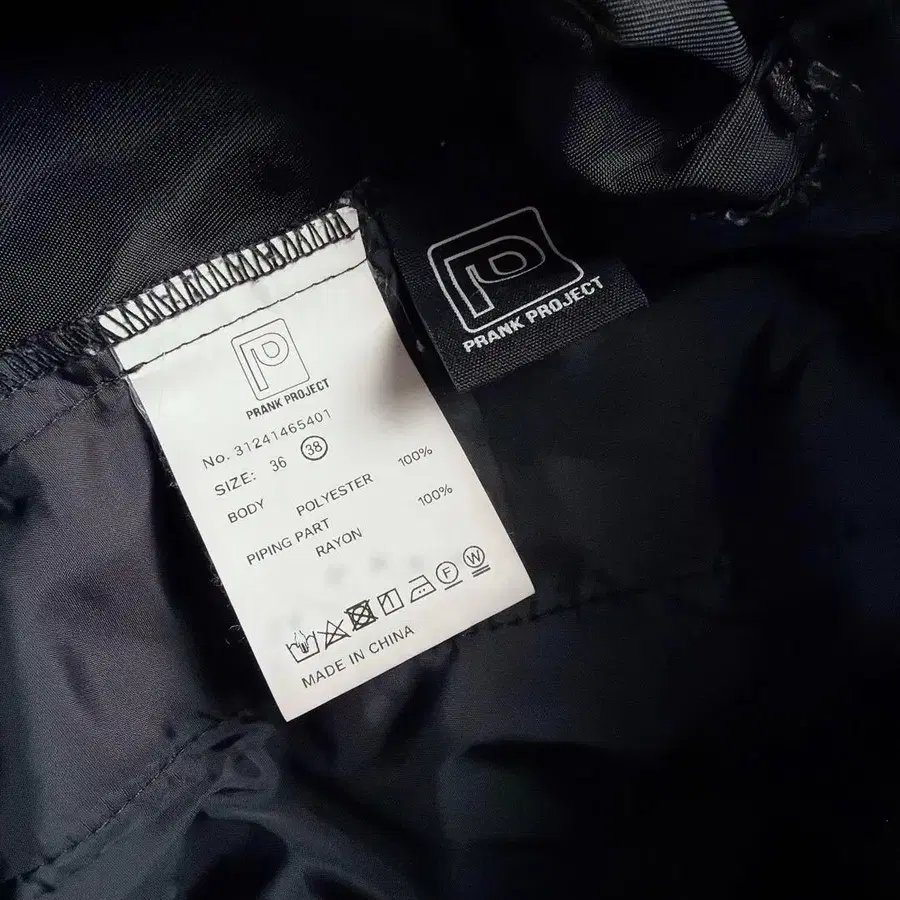 PRANK PROJECT
PRANK PROJECT
No. 31241465401
SIZE: 36 38
BODY POLYESTER 100%
PIPING PART
RAYON 100%
F W
MADE IN CHINA